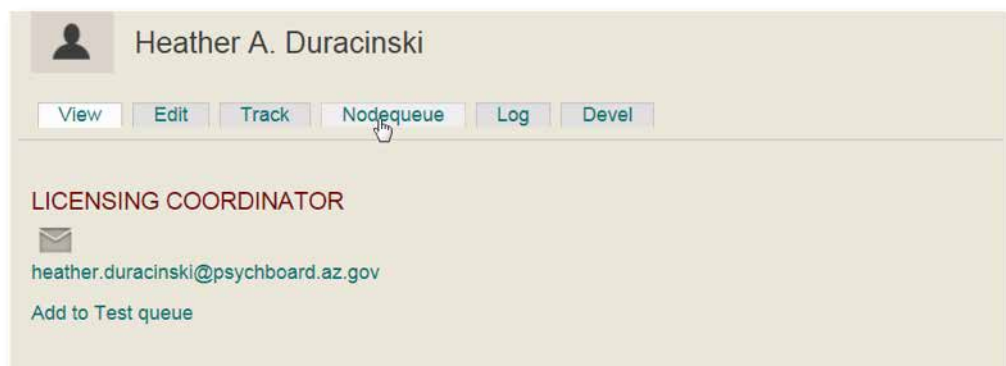 Heather A. Duracinski
View Edit Track Nodequeue Log Devel
LICENSING COORDINATOR
heather.duracinski@psychboard.az.gov
Add to Test queue